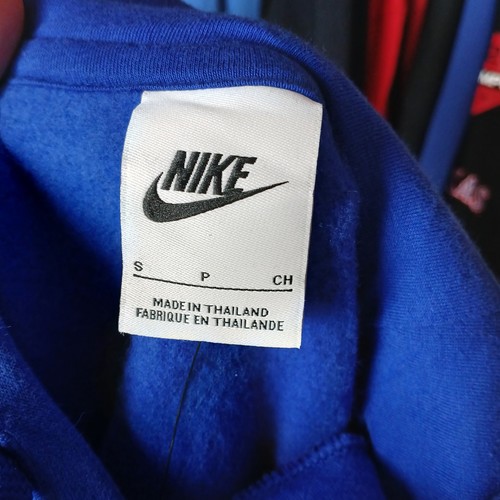 NIKE
S P CH
MADE IN THAILAND
FABRIQUE EN THAILANDE